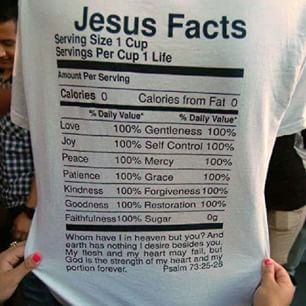 Jesus Facts
Serving Size 1 Cup
Servings Per Cup 1 Life
Amount Per Serving
Calories 0 Calories from Fat 0
% Daily Value* % Daily Value*
Love 100% Gentleness 100%
Joy 100% Self Control 100%
Peace 100% Mercy 100%
Patience 100% Grace 100%
Kindness 100% Forgiveness 100%
Goodness 100% Restoration 100%
Faithfulness 100% Sugar 0g
Whom have I in heaven but you? And
earth has nothing I desire besides you.
My flesh and my heart may fail, but
God is the strength of my heart and my
portion forever. Psalm 73:25-26